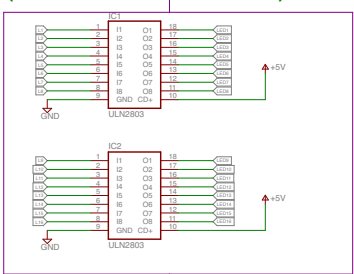 IC1
L1 1 I1 O1 18 LED1
L2 2 I2 O2 17 LED2
L3 3 I3 O3 16 LED3
L4 4 I4 O4 15 LED4
L5 5 I5 O5 14 LED5
L6 6 I6 O6 13 LED6
L7 7 I7 O7 12 LED7
L8 8 I8 O8 11 LED8
9 GND CD+ 10
+5V
GND
ULN2803
IC2
L9 1 I1 O1 18 LED9
L10 2 I2 O2 17 LED10
L11 3 I3 O3 16 LED11
L12 4 I4 O4 15 LED12
L13 5 I5 O5 14 LED13
L14 6 I6 O6 13 LED14
L15 7 I7 O7 12 LED15
L16 8 I8 O8 11 LED16
9 GND CD+ 10
+5V
GND
ULN2803